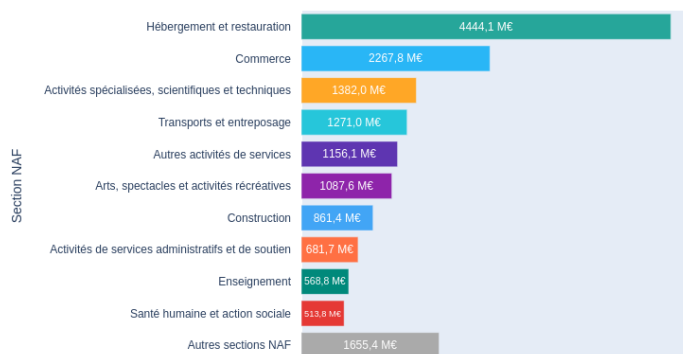 Section NAF
Hébergement et restauration 4444,1 M€
Commerce 2267,8 M€
Activités spécialisées, scientifiques et techniques 1382,0 M€
Transports et entreposage 1271,0 M€
Autres activités de services 1156,1 M€
Arts, spectacles et activités récréatives 1087,6 M€
Construction 861,4 M€
Activités de services administratifs et de soutien 681,7 M€
Enseignement 568,8 M€
Santé humaine et action sociale 513,8 M€
Autres sections NAF 1655,4 M€